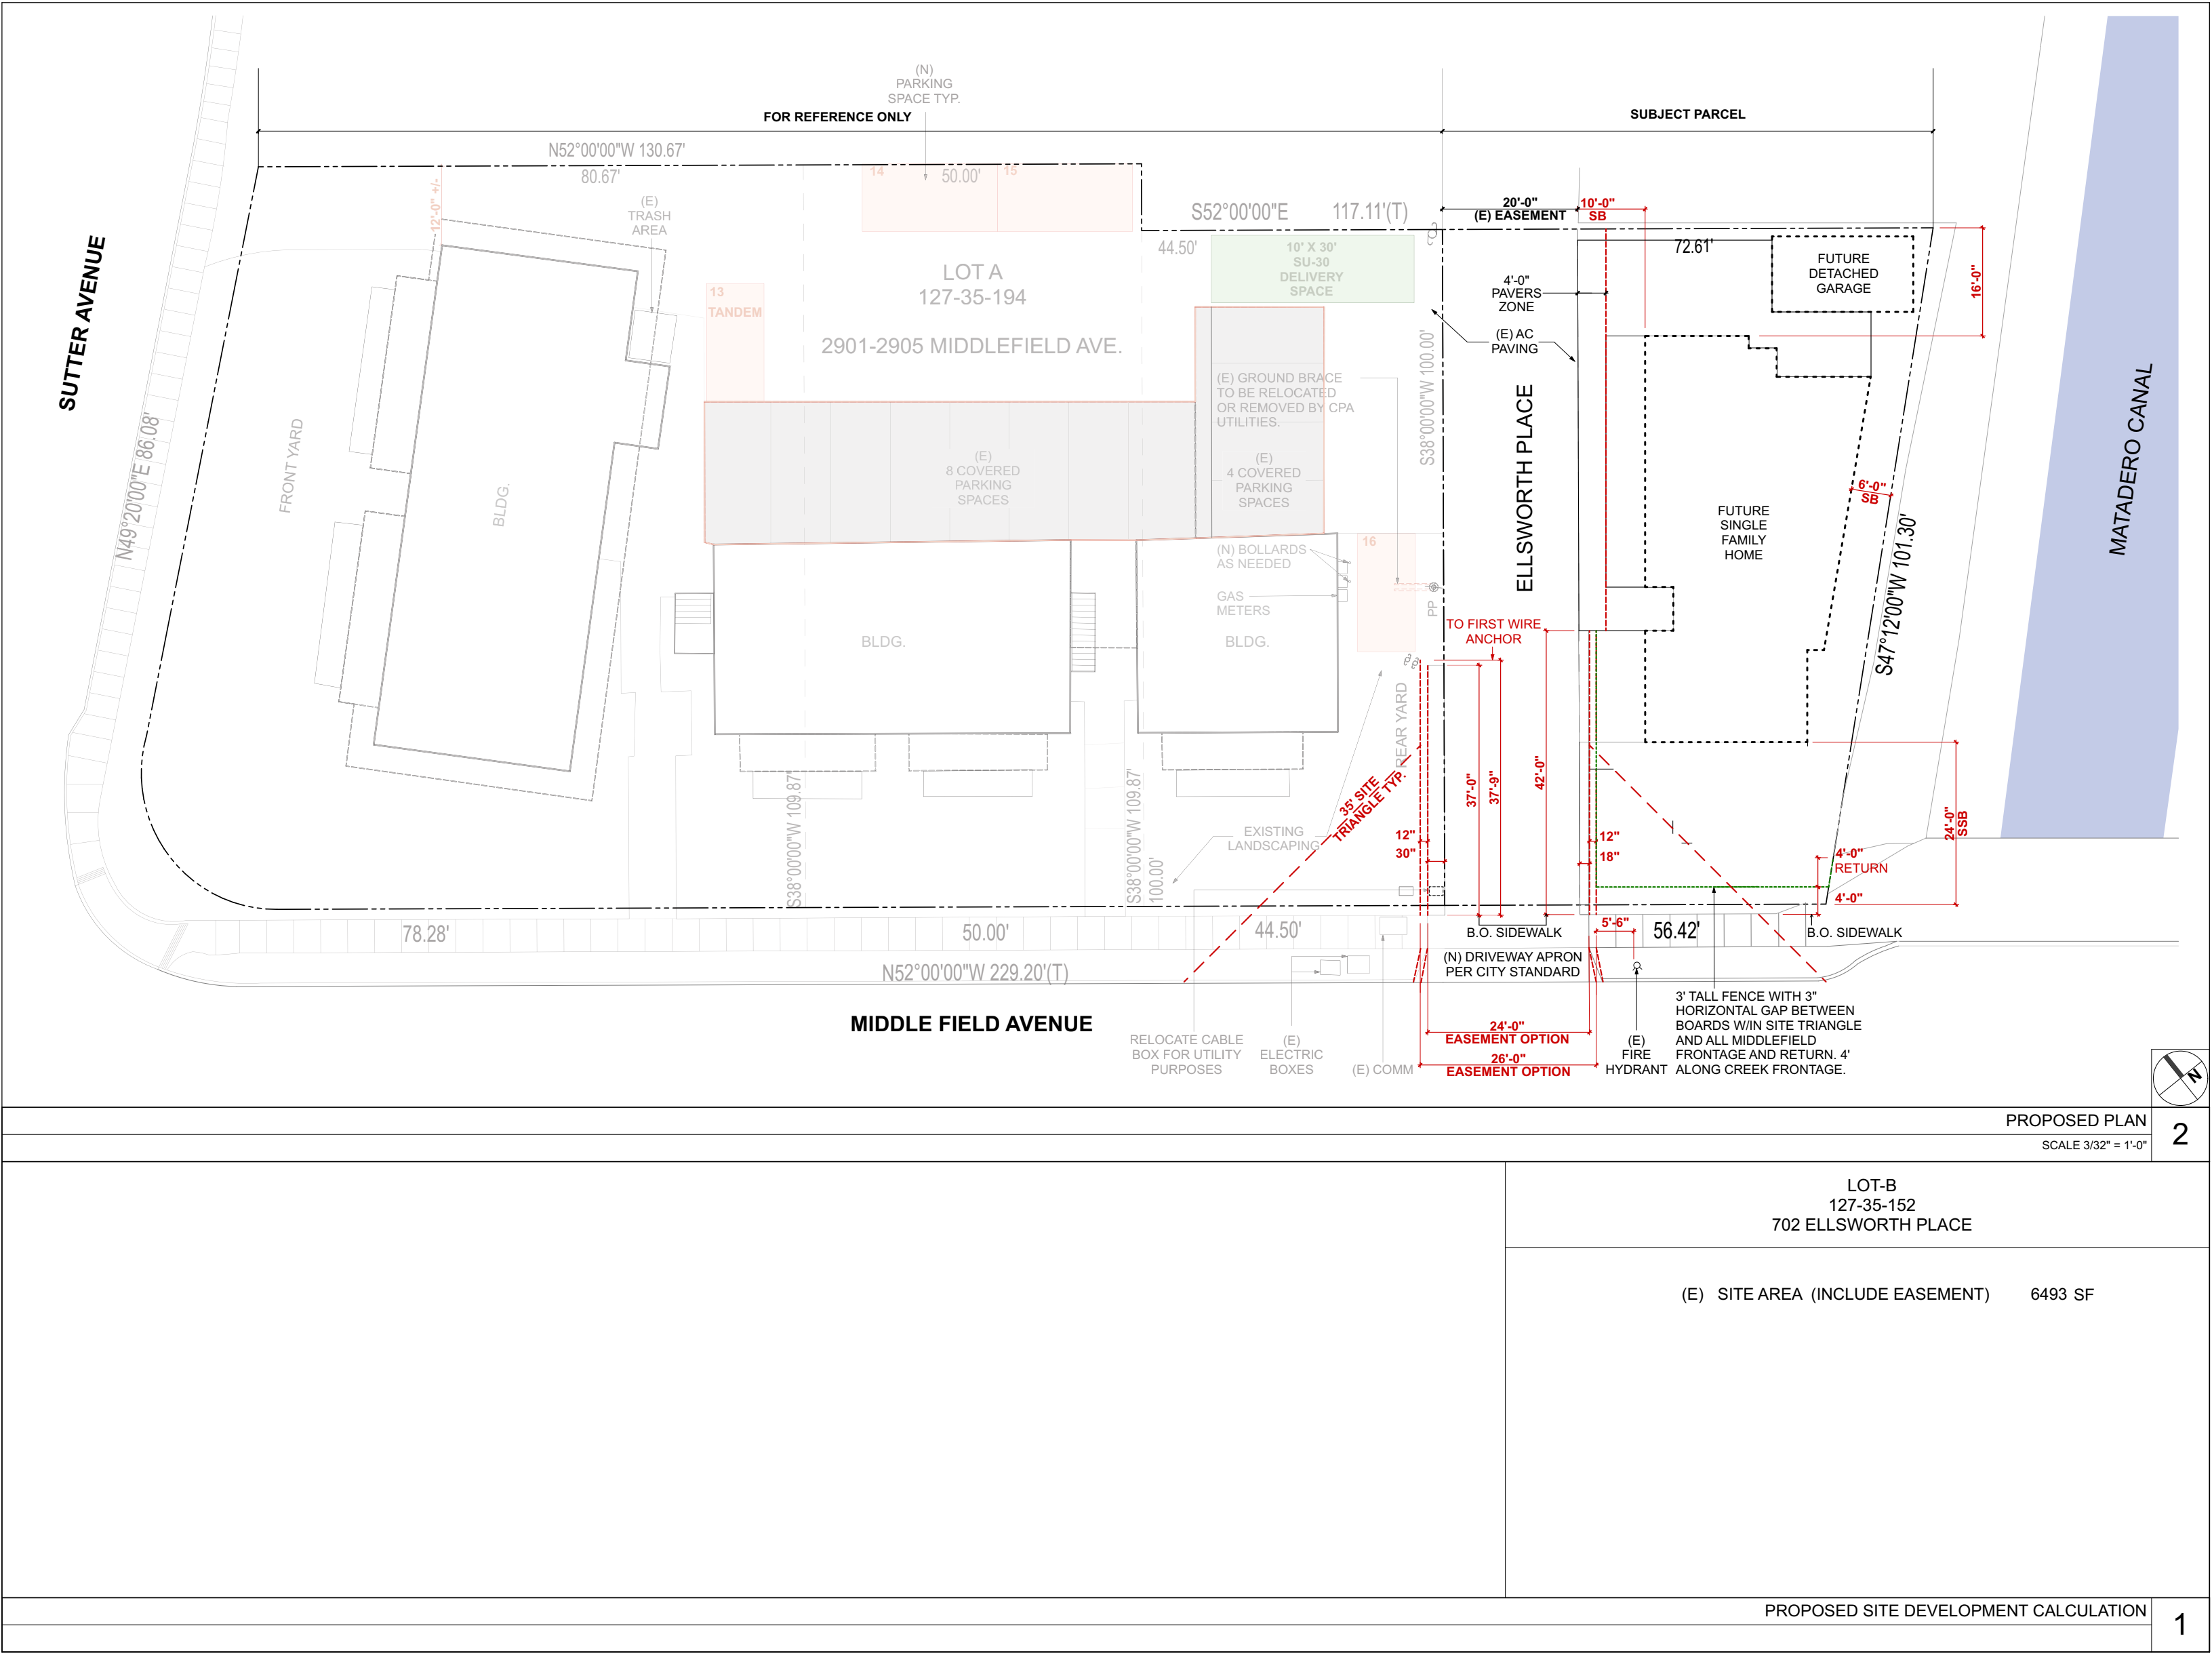 (N)
PARKING
SPACE TYP.
FOR REFERENCE ONLY
SUBJECT PARCEL
N52°00'00"W 130.67'
80.67'
14
50.00'
15
12'-0" +/-
(E)
TRASH
AREA
S52°00'00"E 117.11'(T)
44.50'
20'-0"
(E) EASEMENT
10'-0"
SB
72.61'
SUTTER AVENUE
LOT A
127-35-194
2901-2905 MIDDLEFIELD AVE.
13
TANDEM
10' X 30'
SU-30
DELIVERY
SPACE
4'-0"
PAVERS
ZONE
(E) AC
PAVING
FUTURE
DETACHED
GARAGE
16'-0"
N49°20'00"E 86.08'
FRONT YARD
BLDG.
(E)
8 COVERED
PARKING
SPACES
(E) GROUND BRACE
TO BE RELOCATED
OR REMOVED BY CPA
UTILITIES.
(E)
4 COVERED
PARKING
SPACES
S38°00'00"W 100.00'
ELLSWORTH PLACE
FUTURE
SINGLE
FAMILY
HOME
6'-0"
SB
S47°12'00"W 101.30'
MATADERO CANAL
(N) BOLLARDS
AS NEEDED
GAS
METERS
16
PP
BLDG.
BLDG.
TO FIRST WIRE
ANCHOR
REAR YARD
35' SITE
TRIANGLE TYP.
37'-0"
37'-9"
42'-0"
12"
30"
12"
18"
24'-0"
SSB
4'-0"
RETURN
4'-0"
S38°00'00"W 109.87'
S38°00'00"W 109.87'
100.00'
EXISTING
LANDSCAPING
78.28'
50.00'
44.50'
B.O. SIDEWALK
5'-6"
56.42'
B.O. SIDEWALK
N52°00'00"W 229.20'(T)
(N) DRIVEWAY APRON
PER CITY STANDARD
MIDDLE FIELD AVENUE
RELOCATE CABLE
BOX FOR UTILITY
PURPOSES
(E)
ELECTRIC
BOXES
(E) COMM
24'-0"
EASEMENT OPTION
26'-0"
EASEMENT OPTION
(E)
FIRE
HYDRANT
3' TALL FENCE WITH 3"
HORIZONTAL GAP BETWEEN
BOARDS W/IN SITE TRIANGLE
AND ALL MIDDLEFIELD
FRONTAGE AND RETURN. 4'
ALONG CREEK FRONTAGE.
N
PROPOSED PLAN
SCALE 3/32" = 1'-0"
2
LOT-B
127-35-152
702 ELLSWORTH PLACE
(E) SITE AREA (INCLUDE EASEMENT) 6493 SF
PROPOSED SITE DEVELOPMENT CALCULATION
1